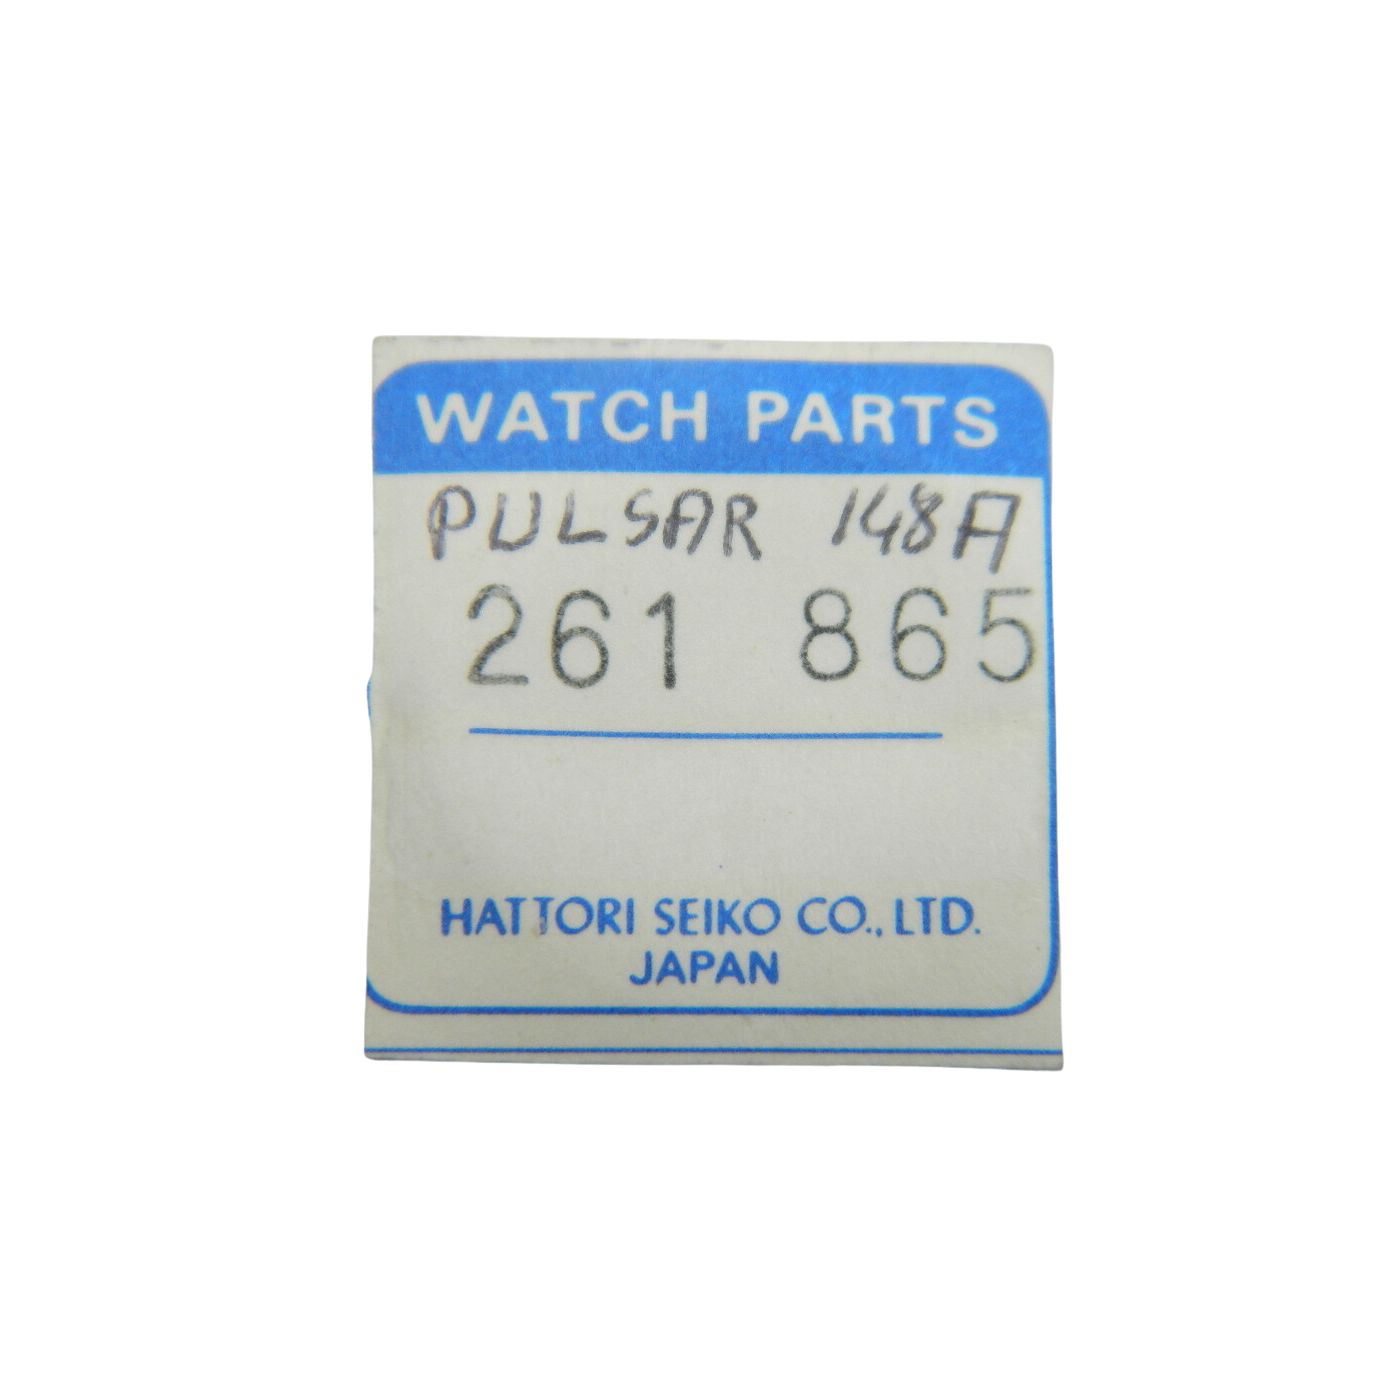 WATCH PARTS
PULSAR 148A
261 865
HATTORI SEIKO CO., LTD.
JAPAN